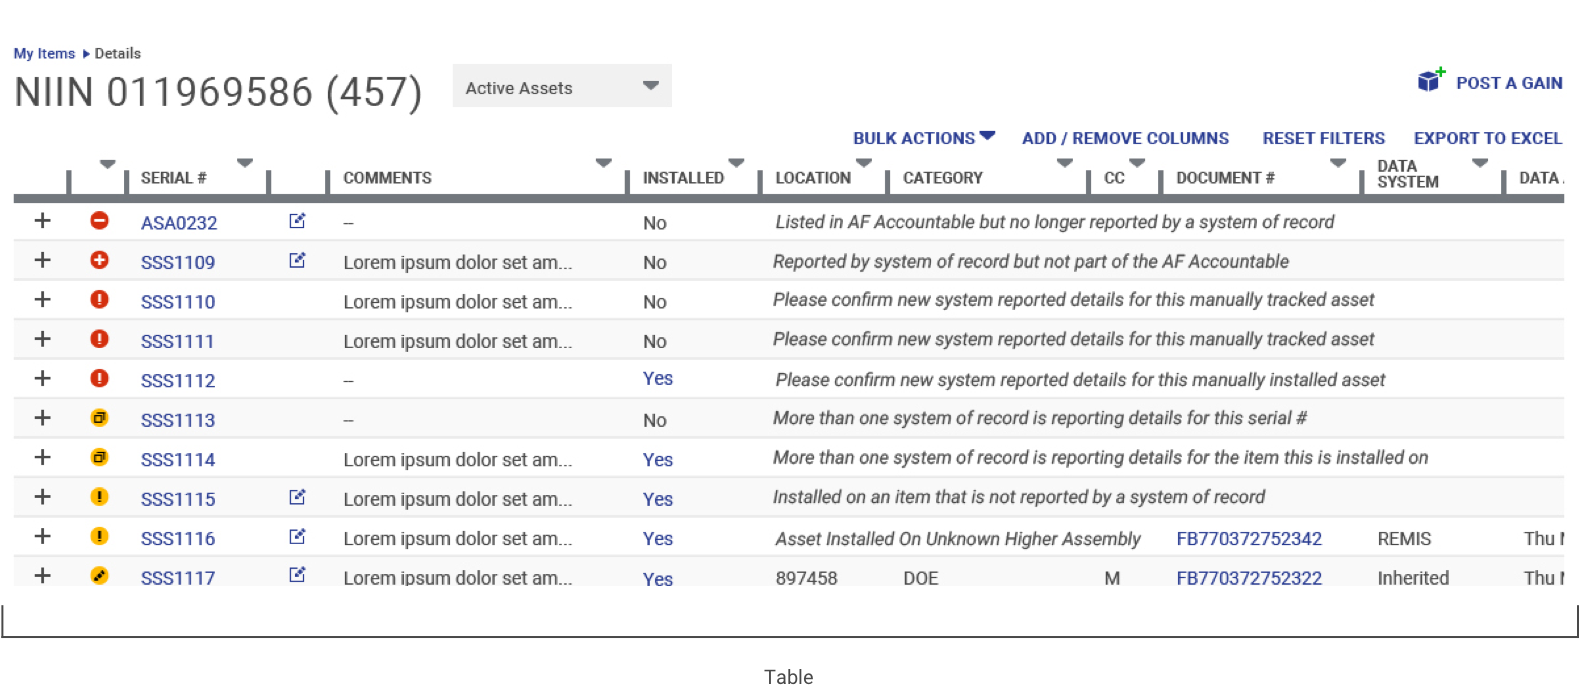 My Items Details
NIIN 011969586 (457)
Active Assets
POST A GAIN
BULK ACTIONS ADD / REMOVE COLUMNS RESET FILTERS EXPORT TO EXCEL
SERIAL # COMMENTS INSTALLED LOCATION CATEGORY CC DOCUMENT # DATA SYSTEM DATA
ASA0232 -- No Listed in AF Accountable but no longer reported by a system of record
SSS1109 Lorem ipsum dolor set am... No Reported by system of record but not part of the AF Accountable
SSS1110 Lorem ipsum dolor set am... No Please confirm new system reported details for this manually tracked asset
SSS1111 Lorem ipsum dolor set am... No Please confirm new system reported details for this manually tracked asset
SSS1112 -- Yes Please confirm new system reported details for this manually installed asset
SSS1113 -- No More than one system of record is reporting details for this serial #
SSS1114 Lorem ipsum dolor set am... Yes More than one system of record is reporting details for the item this is installed on
SSS1115 Lorem ipsum dolor set am... Yes Installed on an item that is not reported by a system of record
SSS1116 Lorem ipsum dolor set am... Yes Asset Installed On Unknown Higher Assembly FB770372752342 REMIS Thu
SSS1117 Lorem ipsum dolor set am... Yes 897458 DOE M FB770372752322 Inherited Thu
Table